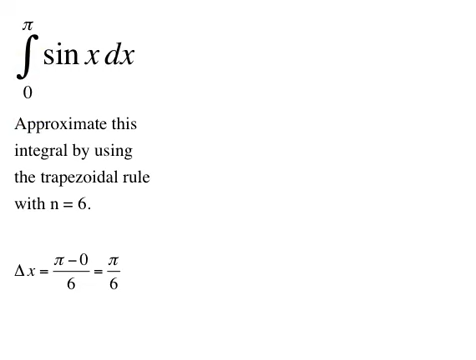 ∫₀^π sin x dx
Approximate this
integral by using
the trapezoidal rule
with n = 6.
Δx = (π – 0)/6 = π/6